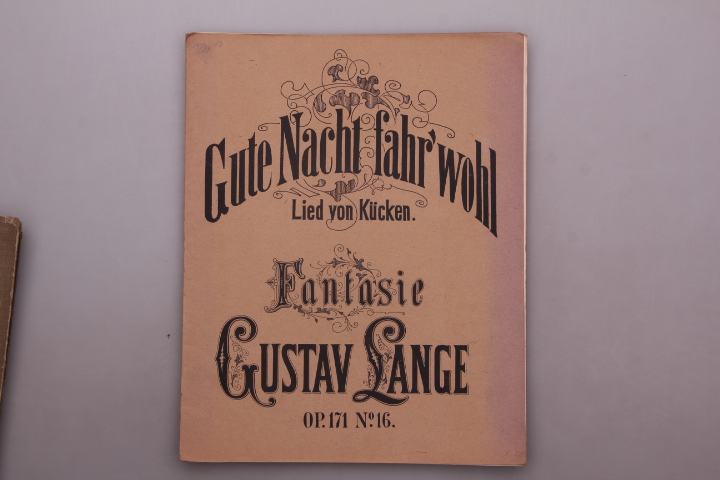 Gute Nacht fahr' wohl
Lied von Kücken.
Fantasie
GUSTAV LANGE
OP. 171 No. 16.